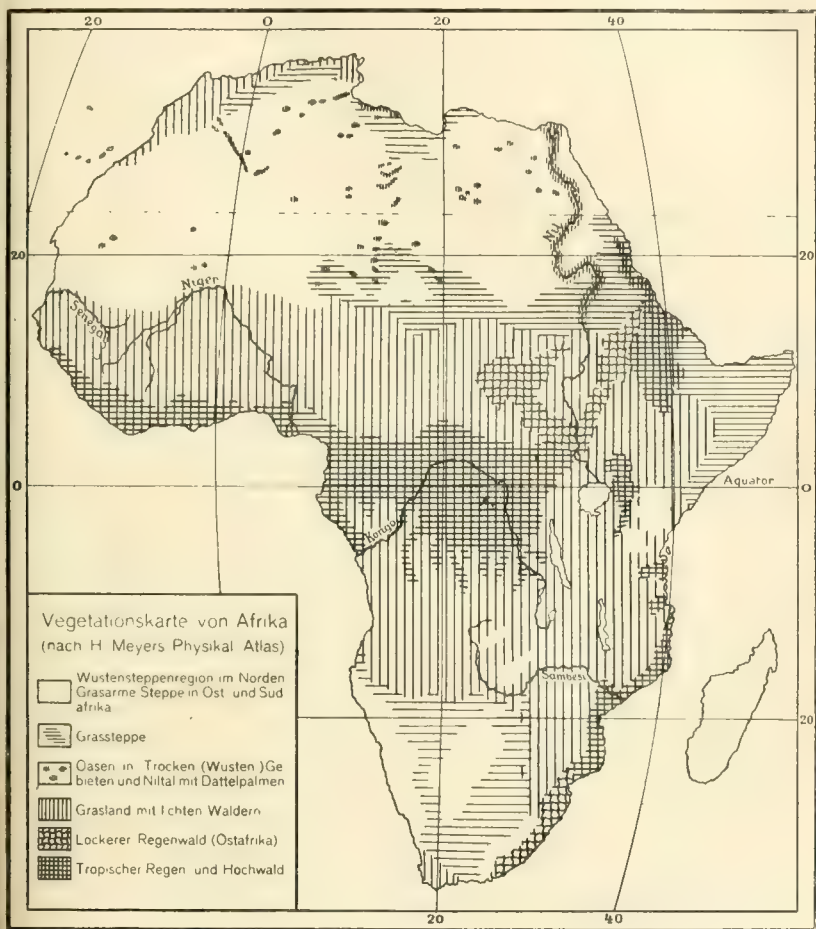 20 0 20 40
20 20
Niger
Senegal
Nil
0 0
Äquator
Kongo
Sambesi
20
20 40
Vegetationskarte von Afrika
(nach H Meyers Physikal Atlas)
Wustensteppenregion im Norden
Grasarme Steppe in Ost und Sud
afrika
Grassteppe
Oasen in Trocken (Wusten )Ge
bieten und Niltal mit Dattelpalmen
Grasland mit lichten Waldern
Lockerer Regenwald (Ostafrika)
Tropischer Regen und Hochwald